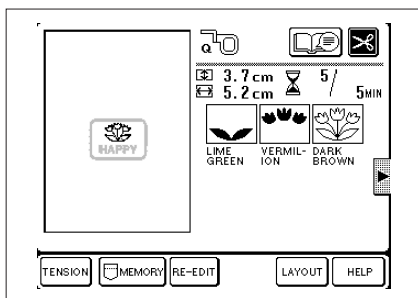 Q
3.7cm 5/
5.2cm 5MIN
HAPPY
LIME GREEN
VERMIL-ION
DARK BROWN
TENSION MEMORY RE-EDIT LAYOUT HELP